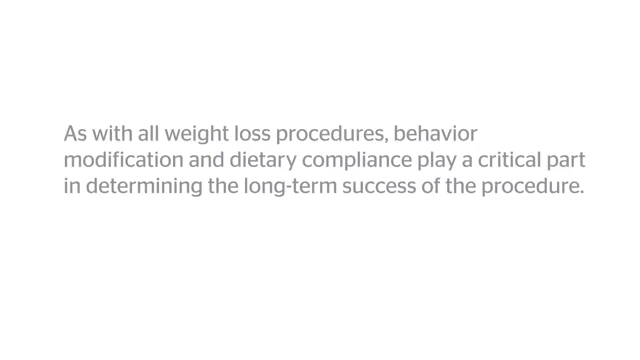 As with all weight loss procedures, behavior
modification and dietary compliance play a critical part
in determining the long-term success of the procedure.